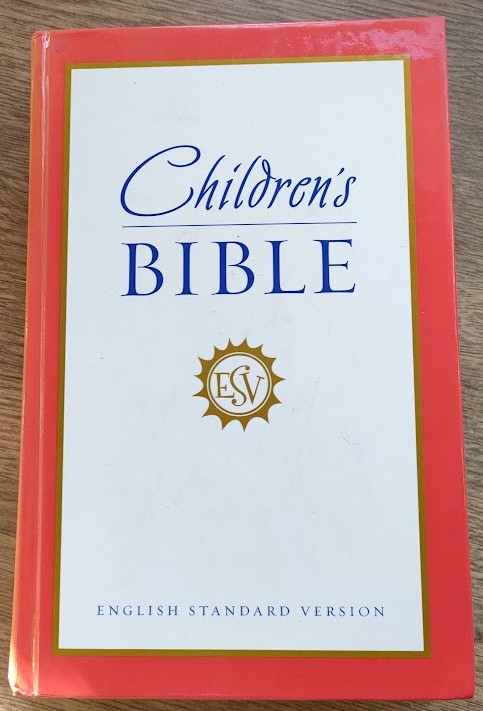 Children's
BIBLE
ESV
ENGLISH STANDARD VERSION